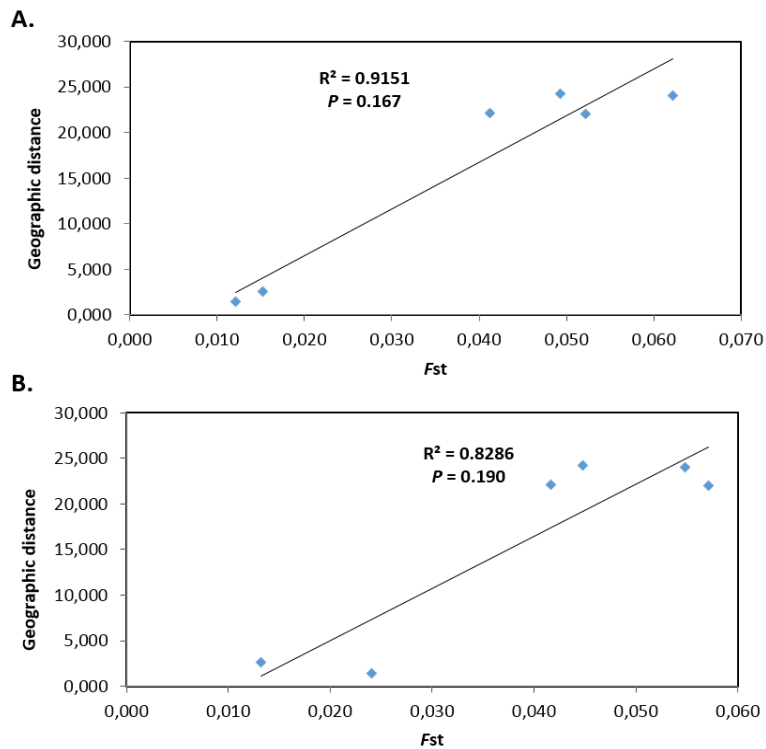 A.
30,000
25,000
20,000
15,000
10,000
5,000
0,000
Geographic distance
R² = 0.9151
P = 0.167
0,000 0,010 0,020 0,030 0,040 0,050 0,060 0,070
Fst
B.
30,000
25,000
20,000
15,000
10,000
5,000
0,000
Geographic distance
R² = 0.8286
P = 0.190
0,000 0,010 0,020 0,030 0,040 0,050 0,060
Fst